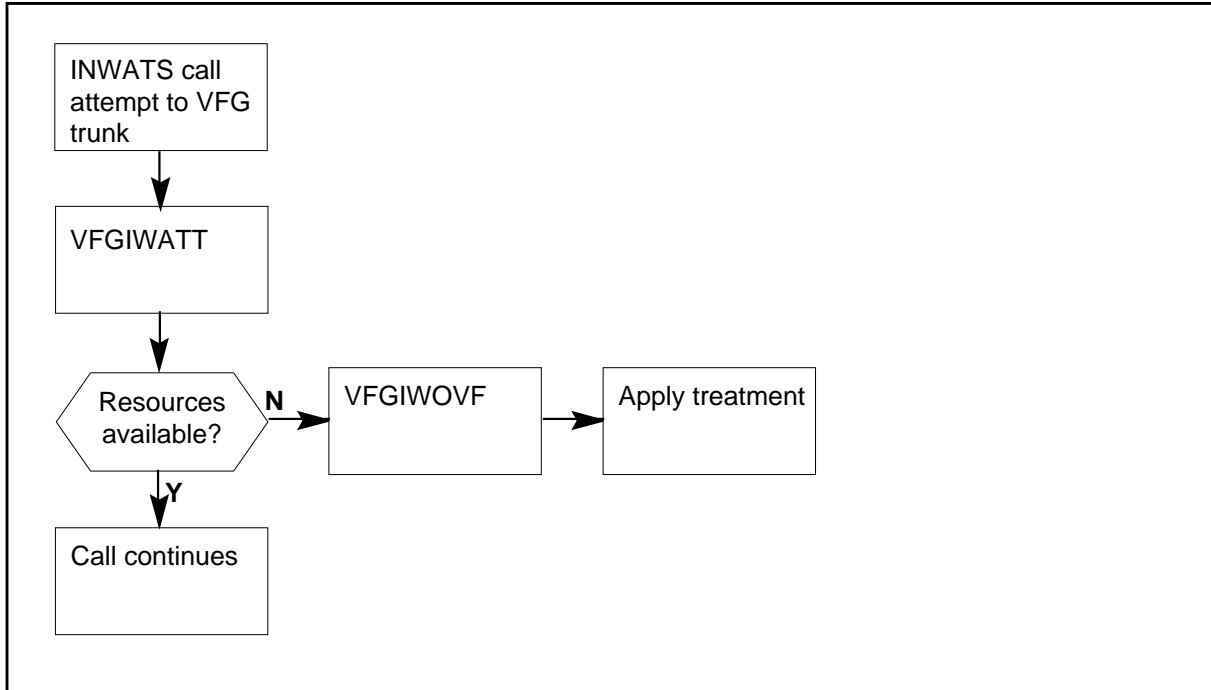 INWATS call
attempt to VFG
trunk
VFGIWATT
Resources
available?
N
VFGIWOVF
Apply treatment
Y
Call continues